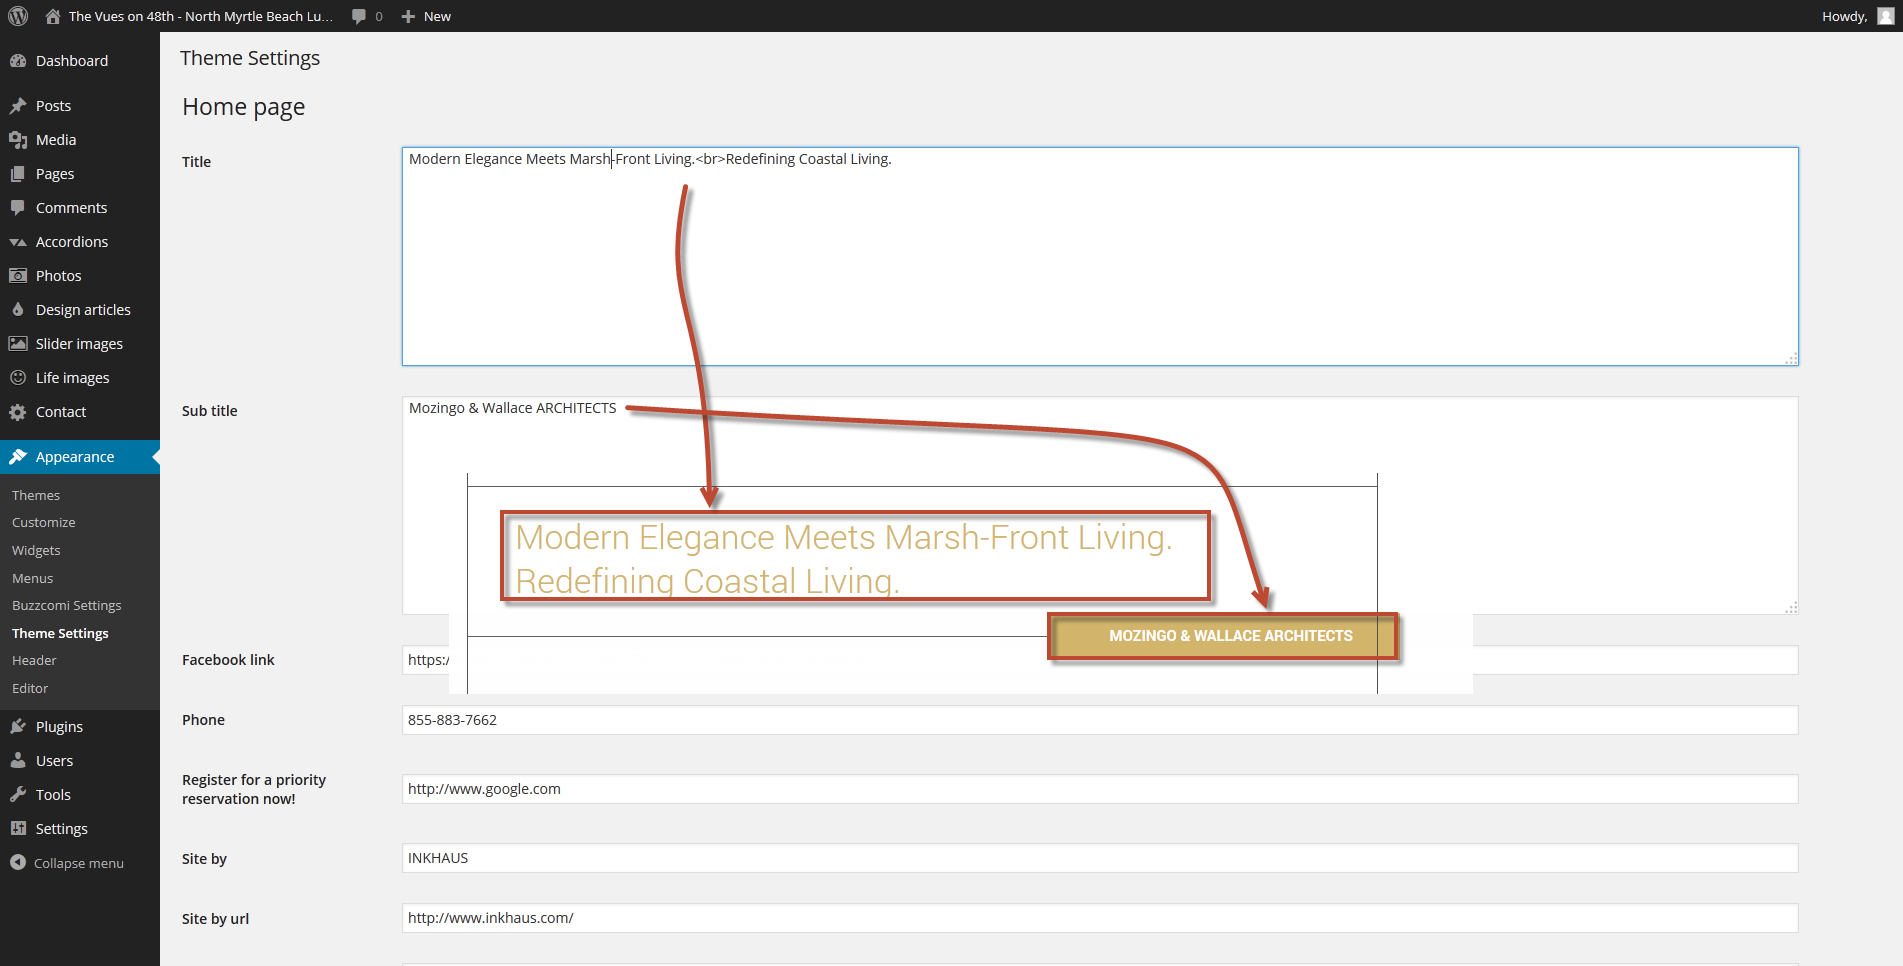 The Vues on 48th - North Myrtle Beach Lu...
0
New
Howdy,
Dashboard
Posts
Media
Pages
Comments
Accordions
Photos
Design articles
Slider images
Life images
Contact
Appearance
Themes
Customize
Widgets
Menus
Buzzcomi Settings
Theme Settings
Header
Editor
Plugins
Users
Tools
Settings
Collapse menu
Theme Settings
Home page
Title
Modern Elegance Meets Marsh-Front Living.<br>Redefining Coastal Living.
Sub title
Mozingo & Wallace ARCHITECTS
Modern Elegance Meets Marsh-Front Living.
Redefining Coastal Living.
MOZINGO & WALLACE ARCHITECTS
Facebook link
https:/
Phone
855-883-7662
Register for a priority
reservation now!
http://www.google.com
Site by
INKHAUS
Site by url
http://www.inkhaus.com/